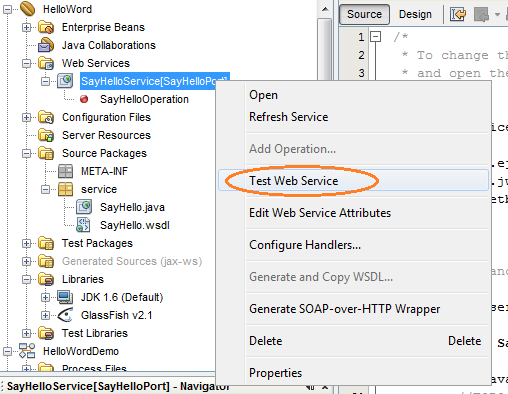 HelloWord
Enterprise Beans
Java Collaborations
Web Services
SayHelloService[SayHelloPort]
SayHelloOperation
Configuration Files
Server Resources
Source Packages
META-INF
service
SayHello.java
SayHello.wsdl
Test Packages
Generated Sources (jax-ws)
Libraries
JDK 1.6 (Default)
GlassFish v2.1
Test Libraries
HelloWordDemo
Process Files
SayHelloService[SayHelloPort] - Navigator
Open
Refresh Service
Add Operation...
Test Web Service
Edit Web Service Attributes
Configure Handlers...
Generate and Copy WSDL...
Generate SOAP-over-HTTP Wrapper
Delete Delete
Properties
Source Design
1 /*
2 * To change th
* and open the